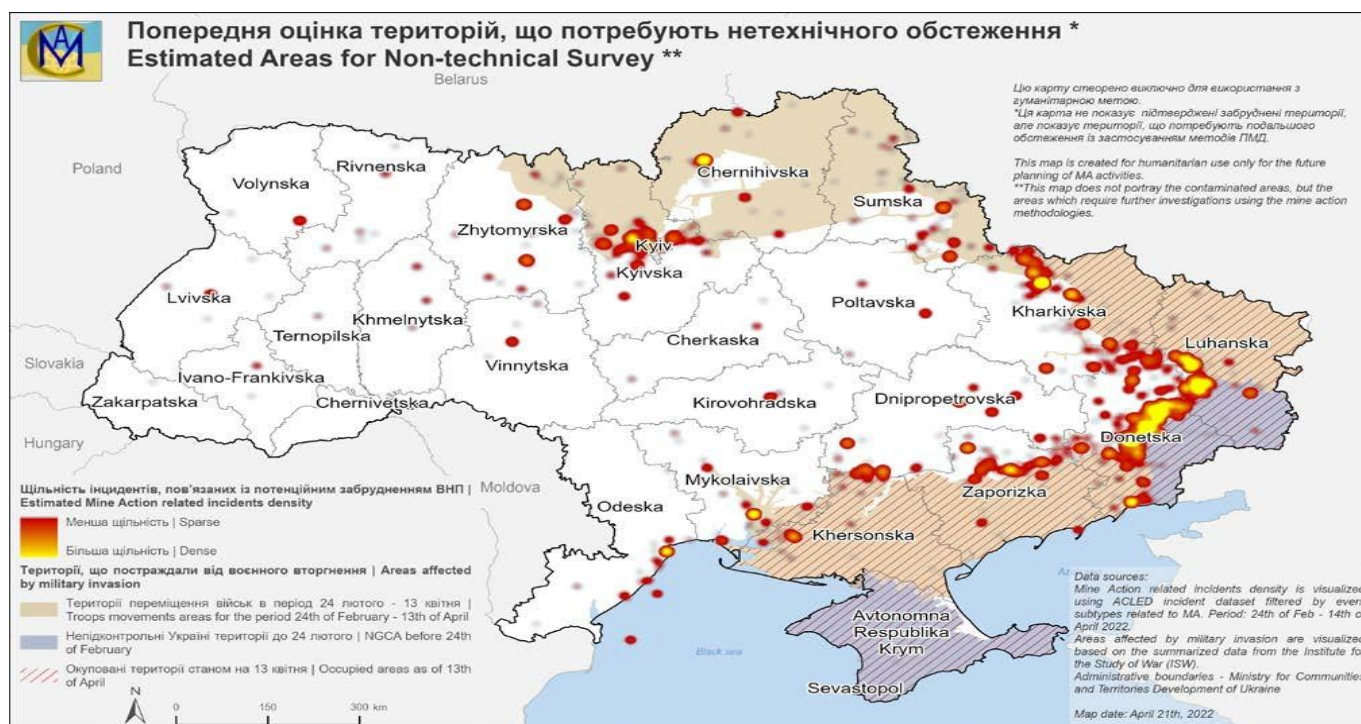 Попередня оцінка територій, що потребують нетехнічного обстеження *
Estimated Areas for Non-technical Survey **
Belarus
Poland
Slovakia
Hungary
Moldova
Цю карту створено виключно для використання з
гуманітарною метою.
*Ця карта не показує підтверджені забруднені території,
але показує території, що потребують подальшого
обстеження із застосуванням методів ПМД.
This map is created for humanitarian use only for the future
planning of MA activities.
**This map does not portray the contaminated areas, but the
areas which require further investigations using the mine action
methodologies.
Volynska
Rivnenska
Zhytomyrska
Kyiv
Kyivska
Chernihivska
Sumska
Lvivska
Ternopilska
Khmelnytska
Vinnytska
Cherkaska
Poltavska
Kharkivska
Luhanska
Zakarpatska
Ivano-Frankivska
Chernivetska
Kirovohradska
Dnipropetrovska
Donetska
Odeska
Mykolaivska
Zaporizka
Khersonska
Avtonomna
Respublika
Krym
Sevastopol
Black sea
Щільність інцидентів, пов'язаних із потенційним забрудненням ВНП |
Estimated Mine Action related incidents density
Менша щільність | Sparse
Більша щільність | Dense
Території, що постраждали від воєнного вторгнення | Areas affected
by military invasion
Території переміщення військ в період 24 лютого - 13 квітня |
Troops movements areas for the period 24th of February - 13th of April
Непідконтрольні Україні території до 24 лютого | NGCA before 24th
of February
Окуповані території станом на 13 квітня | Occupied areas as of 13th
of April
N
0 150 300 km
Data sources:
Mine Action related incidents density is visualized
using ACLED incident dataset filtered by even
subtypes related to MA. Period: 24th of Feb - 14th o
April 2022.
Areas affected by military invasion are visualized
based on the summarized data from the Institute fo
the Study of War (ISW).
Administrative boundaries - Ministry for Communitie
and Territories Development of Ukraine
Map date: April 21th, 2022